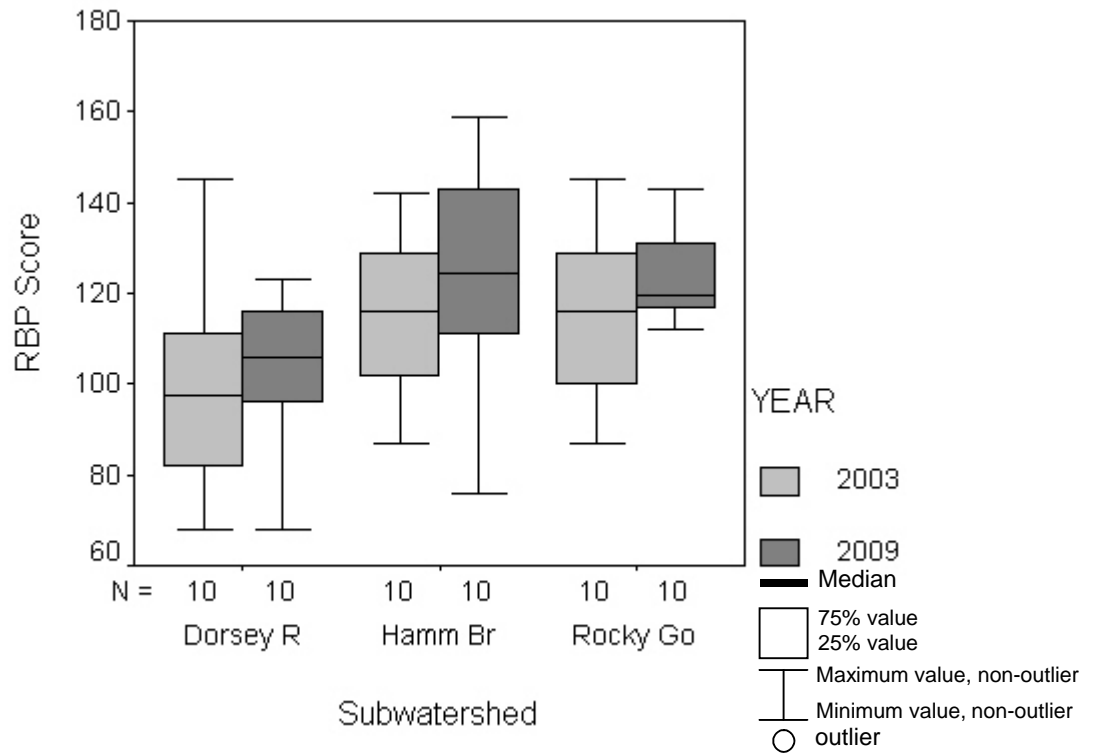 180
160
140
120
100
80
60
RBP Score
N = 10 10 10 10 10 10
Dorsey R Hamm Br Rocky Go
Subwatershed
YEAR
2003
2009
Median
75% value
25% value
Maximum value, non-outlier
Minimum value, non-outlier
outlier